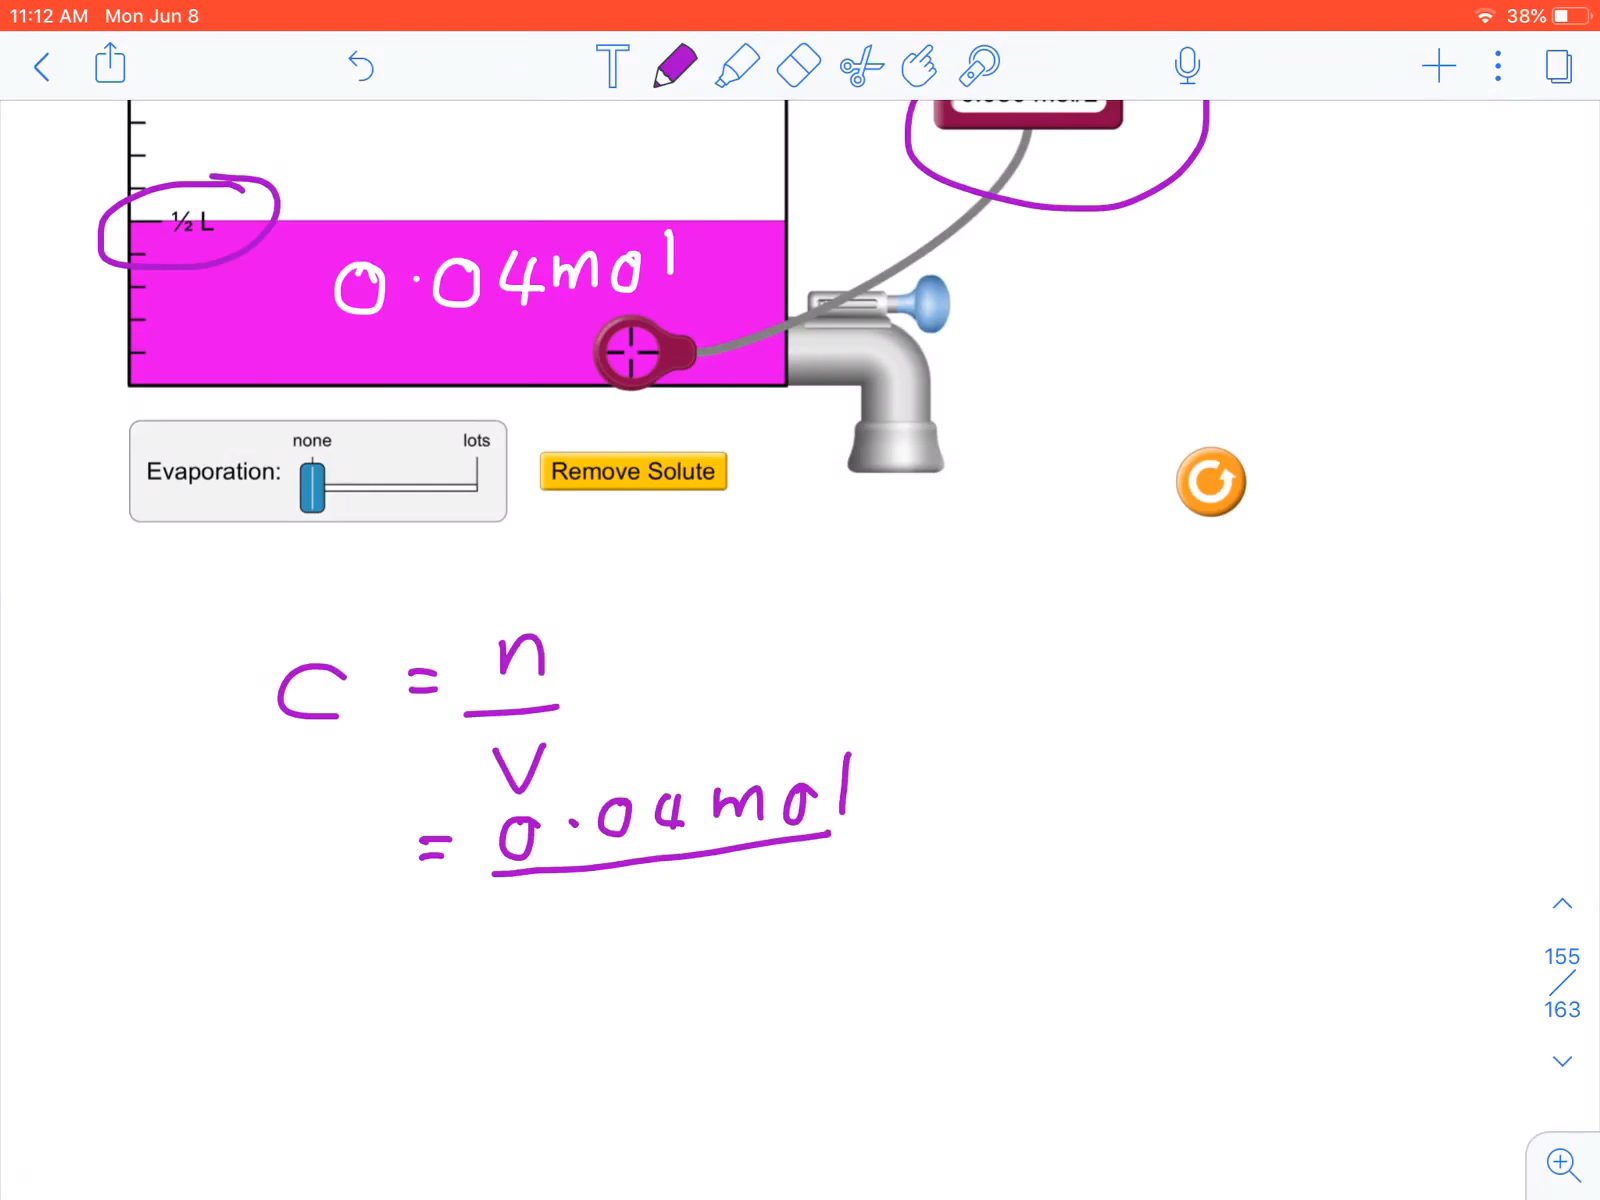 11:12 AM Mon Jun 8
38%
T
½ L
0.04mol
none lots
Evaporation:
Remove Solute
C = n
V
= 0.04mol
155
163